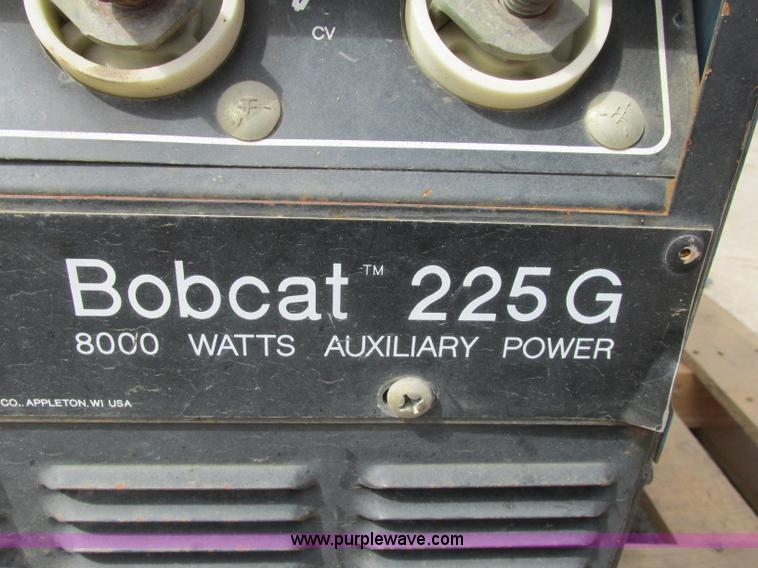 CV
Bobcat™ 225G
8000 WATTS AUXILIARY POWER
CO., APPLETON, WI USA
www.purplewave.com